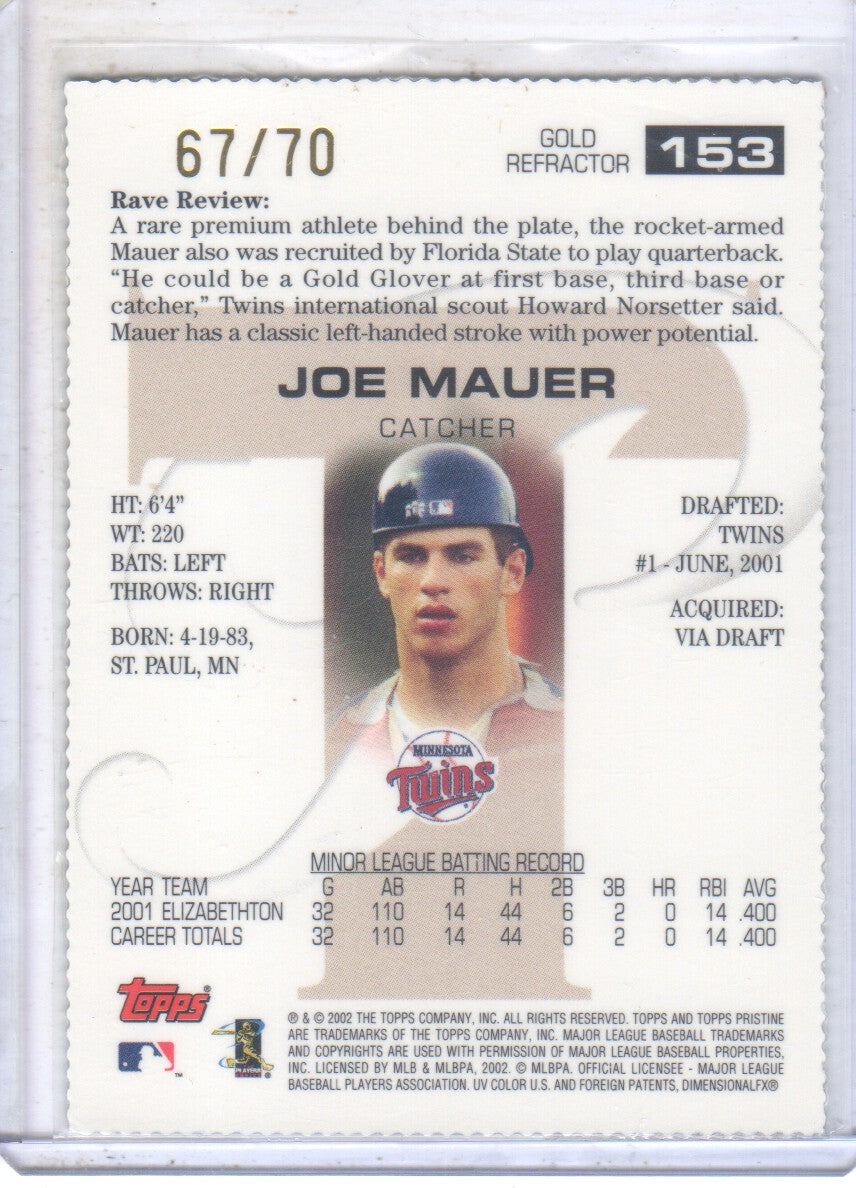 67/70
GOLD
REFRACTOR
153
Rave Review:
A rare premium athlete behind the plate, the rocket-armed
Mauer also was recruited by Florida State to play quarterback.
“He could be a Gold Glover at first base, third base or
catcher,” Twins international scout Howard Norsetter said.
Mauer has a classic left-handed stroke with power potential.
JOE MAUER
CATCHER
HT: 6'4"
WT: 220
BATS: LEFT
THROWS: RIGHT
BORN: 4-19-83,
ST. PAUL, MN
DRAFTED:
TWINS
#1 - JUNE, 2001
ACQUIRED:
VIA DRAFT
MINNESOTA
Twins
MINOR LEAGUE BATTING RECORD
YEAR TEAM G AB R H 2B 3B HR RBI AVG
2001 ELIZABETHTON 32 110 14 44 6 2 0 14 .400
CAREER TOTALS 32 110 14 44 6 2 0 14 .400
Topps®
® & © 2002 THE TOPPS COMPANY, INC. ALL RIGHTS RESERVED. TOPPS AND TOPPS PRISTINE
ARE TRADEMARKS OF THE TOPPS COMPANY, INC. MAJOR LEAGUE BASEBALL TRADEMARKS
AND COPYRIGHTS ARE USED WITH PERMISSION OF MAJOR LEAGUE BASEBALL PROPERTIES,
INC. LICENSED BY MLB & MLBPA, 2002. © MLBPA. OFFICIAL LICENSEE - MAJOR LEAGUE
BASEBALL PLAYERS ASSOCIATION. UV COLOR U.S. AND FOREIGN PATENTS, DIMENSIONALFX®
TM
PLAYERS